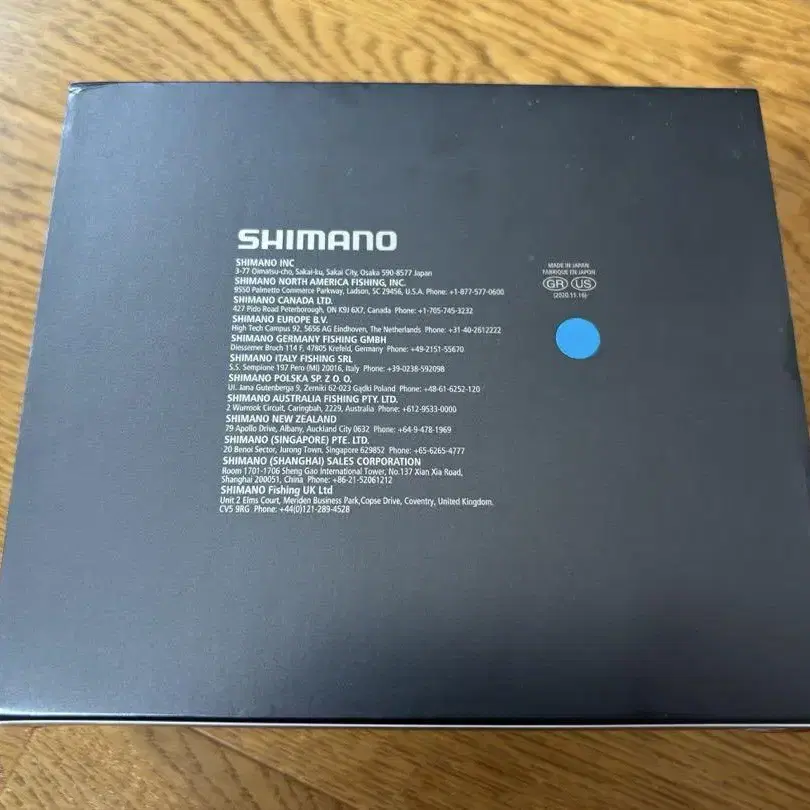 SHIMANO
SHIMANO INC
3-77 Oimatsu-cho, Sakai-ku, Sakai City, Osaka 590-8577 Japan
SHIMANO NORTH AMERICA FISHING, INC.
9550 Palmetto Commerce Parkway, Ladson, SC 29456, U.S.A. Phone: +1-877-577-0600
SHIMANO CANADA LTD.
427 Pido Road Peterborough, ON K9J 6X7, Canada Phone: +1-705-745-3232
SHIMANO EUROPE B.V.
High Tech Campus 92, 5656 AG Eindhoven, The Netherlands Phone: +31-40-2612222
SHIMANO GERMANY FISHING GMBH
Diessemer Bruch 114 F, 47805 Krefeld, Germany Phone: +49-2151-55670
SHIMANO ITALY FISHING SRL
S.S. Sempione 197 Pero (MI) 20016, Italy Phone: +39-0238-592098
SHIMANO POLSKA SP. Z O. O.
Ul. Jana Gutenberga 9, Żerniki 62-023 Gądki Poland Phone: +48-61-6252-120
SHIMANO AUSTRALIA FISHING PTY. LTD.
2 Wurrook Circuit, Caringbah, 2229, Australia Phone: +612-9533-0000
SHIMANO NEW ZEALAND
79 Apollo Drive, Albany, Auckland City 0632 Phone: +64-9-478-1969
SHIMANO (SINGAPORE) PTE. LTD.
20 Benoi Sector, Jurong Town, Singapore 629852 Phone: +65-6265-4777
SHIMANO (SHANGHAI) SALES CORPORATION
Room 1701-1706 Sheng Gao International Tower, No.137 Xian Xia Road,
Shanghai 200051, China Phone: +86-21-52061212
SHIMANO Fishing UK Ltd
Unit 2 Elms Court, Meriden Business Park,Copse Drive, Coventry, United Kingdom.
CV5 9RG Phone: +44(0)121-289-4528
MADE IN JAPAN
FABRIQUE EN JAPON
GR US
(2020.11.16)